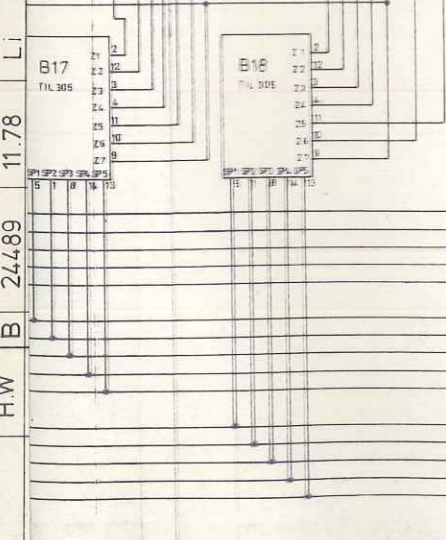 B17
TIL 305
Z1 2
Z2 12
Z3 3
Z4 4
Z5 11
Z6 10
Z7 9
SP1 SP2 SP3 SP4 SP5
5 1 8 14 13
B18
TIL 305
Z1 2
Z2 12
Z3 3
Z4 4
Z5 11
Z6 10
Z7 9
SP1 SP2 SP3 SP4 SP5
5 1 8 14 13
H.W B 24489 11.78 Li